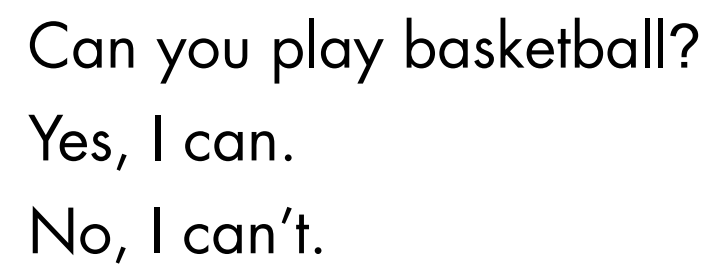 Can you play basketball?
Yes, I can.
No, I can’t.